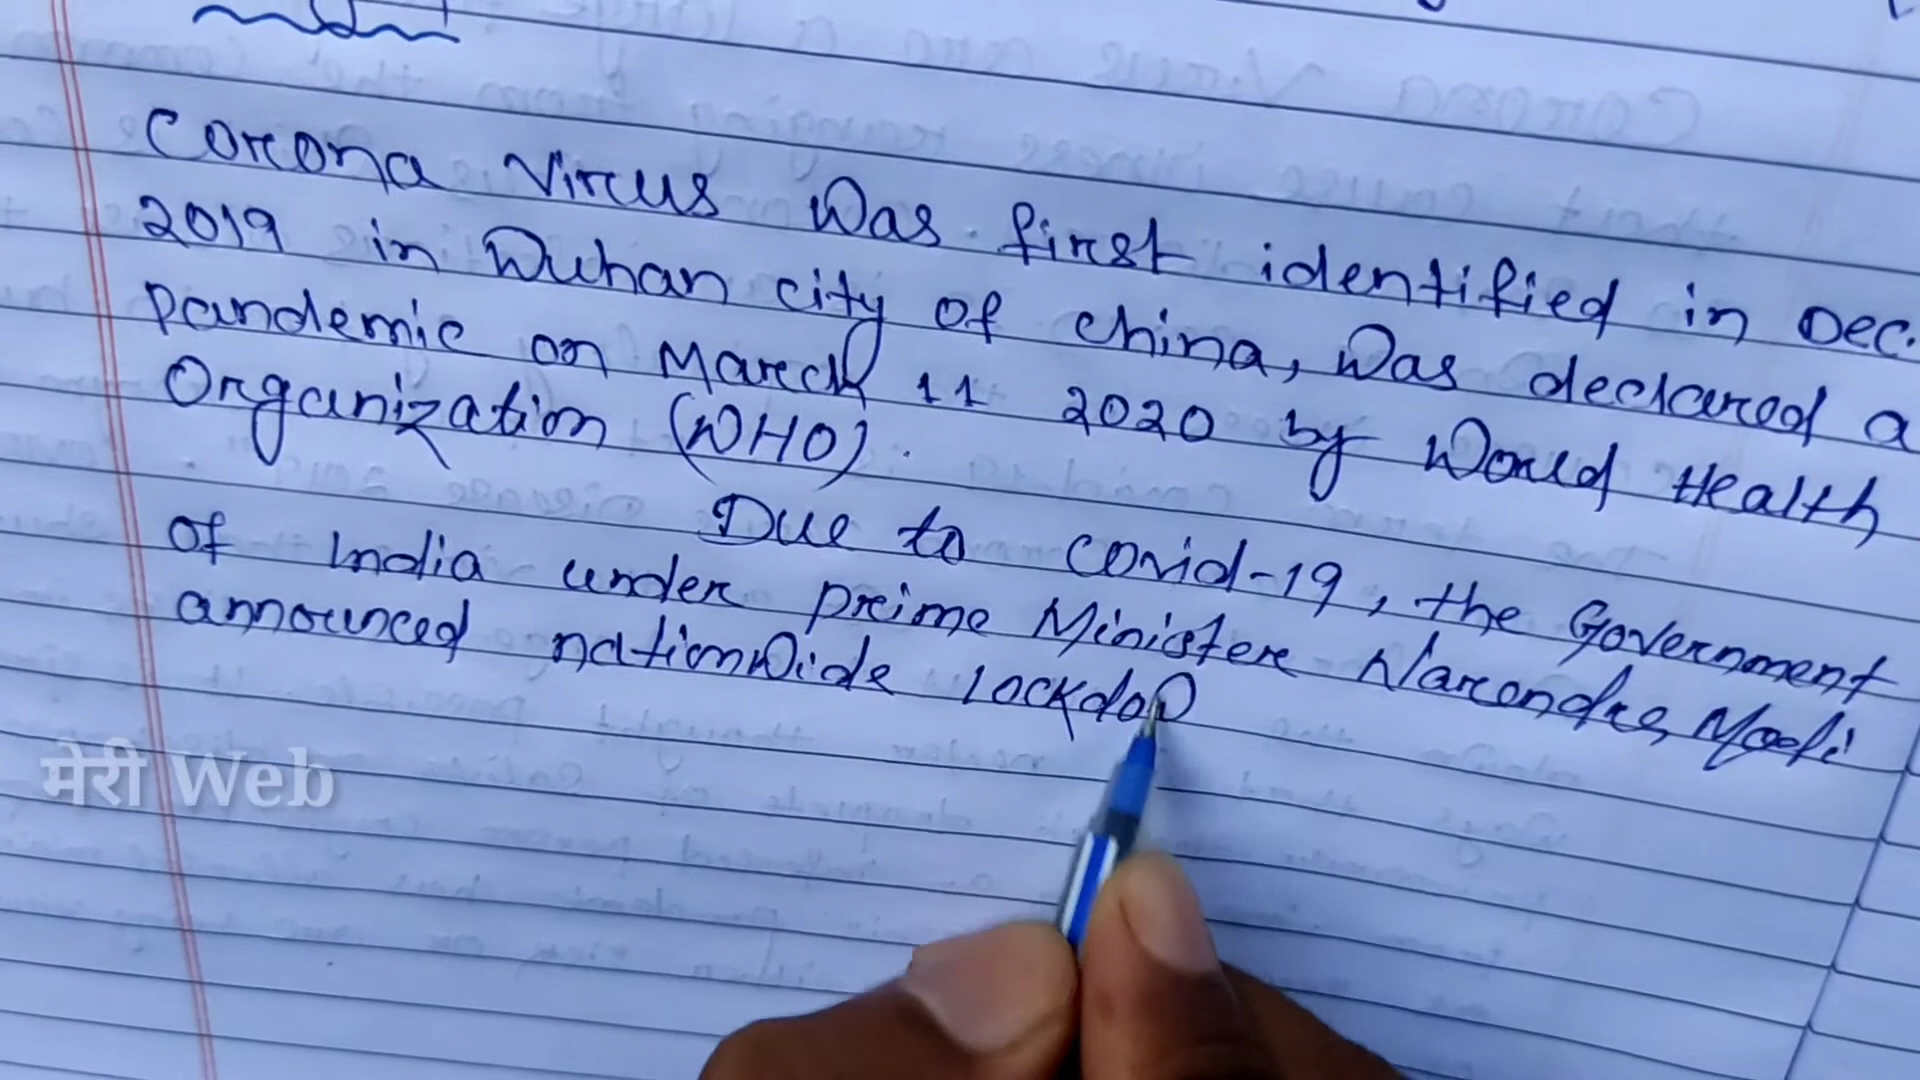 Corona Virus was first identified in Dec.
2019 in Wuhan city of china, was declared a
pandemic on March 11 2020 by World Health
Organization (WHO).
Due to covid-19, the Government
of India under prime Minister Narendra Modi
announced nationwide lockdow
मेरी Web